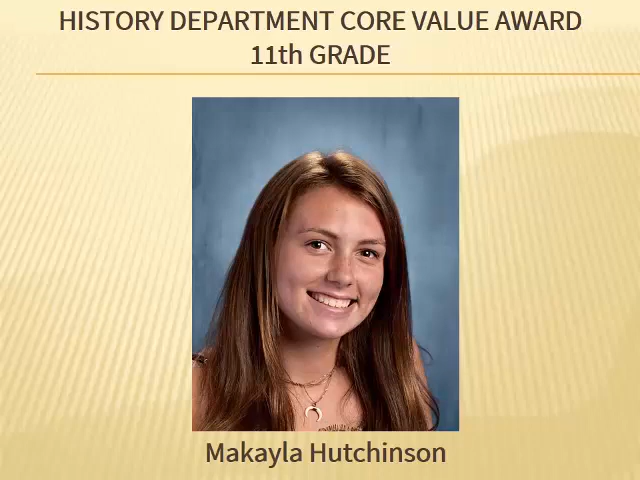 HISTORY DEPARTMENT CORE VALUE AWARD
11th GRADE
Makayla Hutchinson